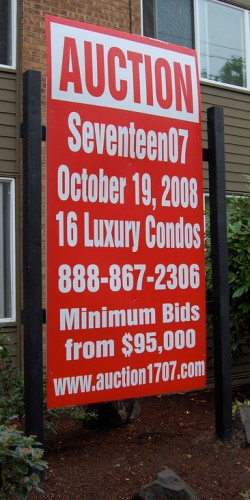 AUCTION
Seventeen07
October 19, 2008
16 Luxury Condos
888-867-2306
Minimum Bids
from $95,000
www.auction1707.com